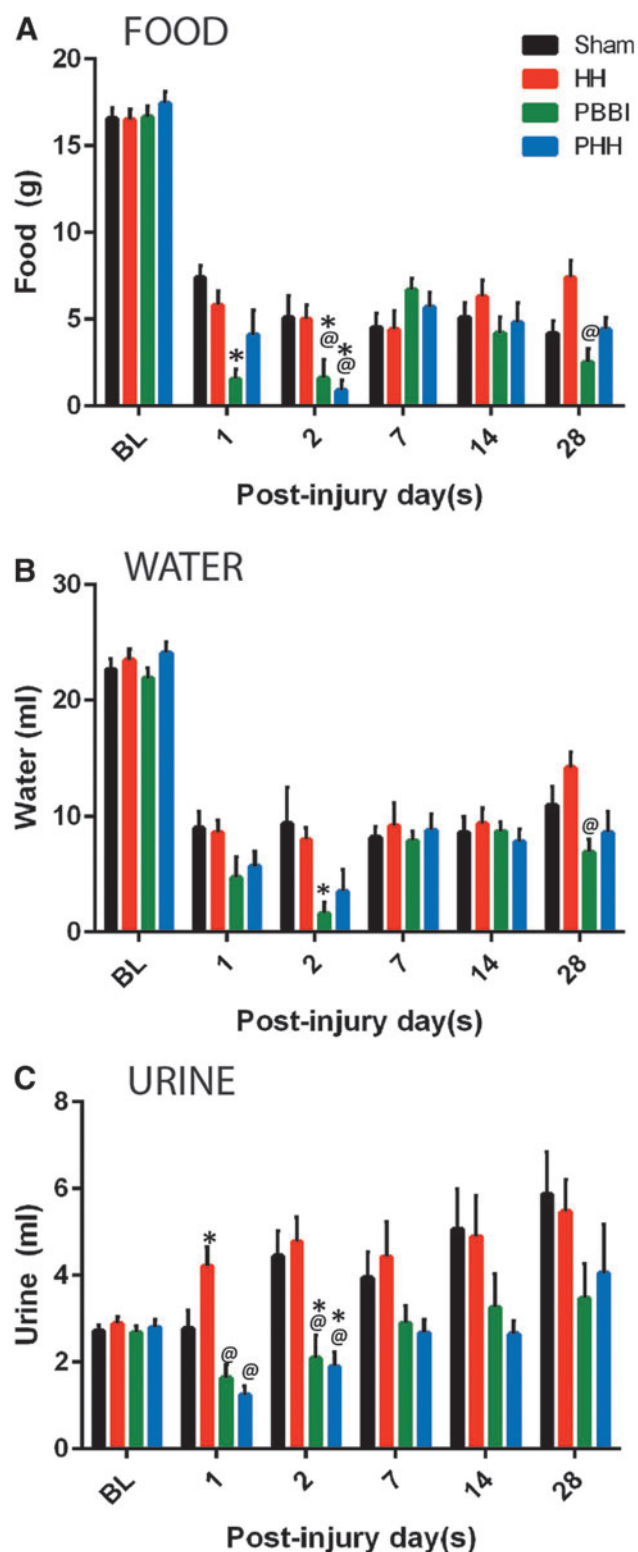 A FOOD
Sham
HH
PBBI
PHH
20
15
10
5
0
Food (g)
*
*
@
*
@
@
BL 1 2 7 14 28
Post-injury day(s)
B WATER
30
20
10
0
Water (ml)
*
@
BL 1 2 7 14 28
Post-injury day(s)
C URINE
8
6
4
2
0
Urine (ml)
*
@
@
*
@
*
@
BL 1 2 7 14 28
Post-injury day(s)